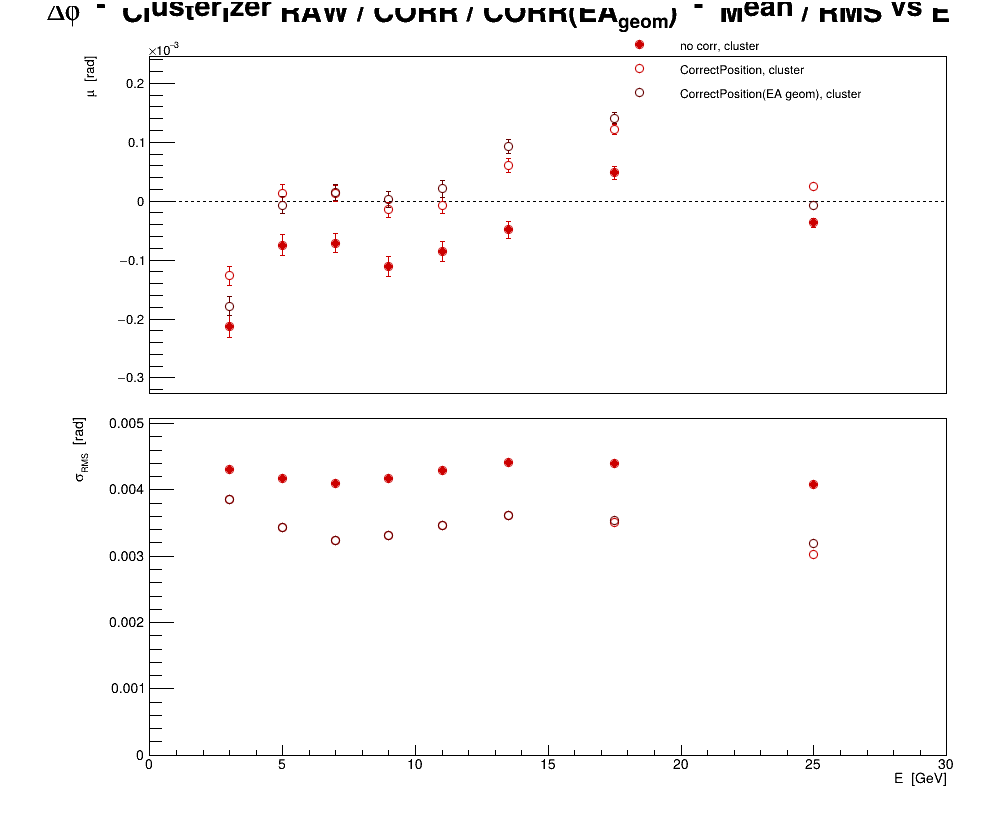 Δφ - Clusterizer RAW / CORR / CORR(EAgeom) - Mean / RMS vs E
×10⁻³
no corr, cluster
CorrectPosition, cluster
CorrectPosition(EA geom), cluster
μ [rad]
0.2
0.1
0
−0.1
−0.2
−0.3
σRMS [rad]
0.005
0.004
0.003
0.002
0.001
0
0 5 10 15 20 25 30
E [GeV]